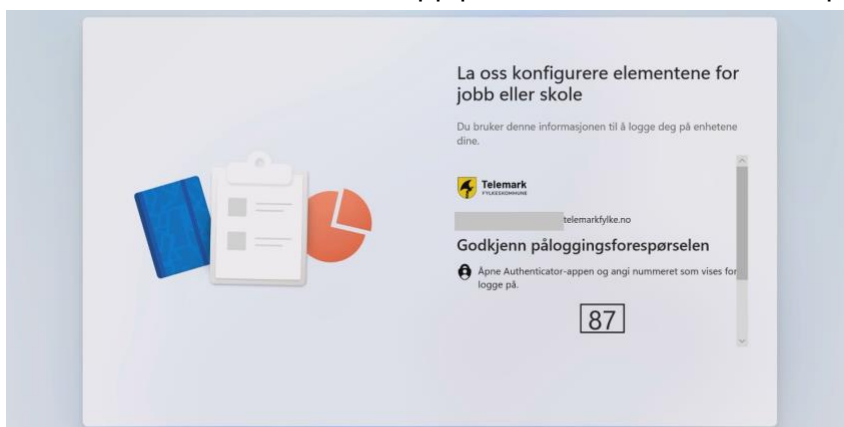 La oss konfigurere elementene for
jobb eller skole
Du bruker denne informasjonen til å logge deg på enhetene
dine.
Telemark
FYLKESKOMMUNE
telemarkfylke.no
Godkjenn påloggingsforespørselen
Åpne Authenticator-appen og angi nummeret som vises for
logge på.
87